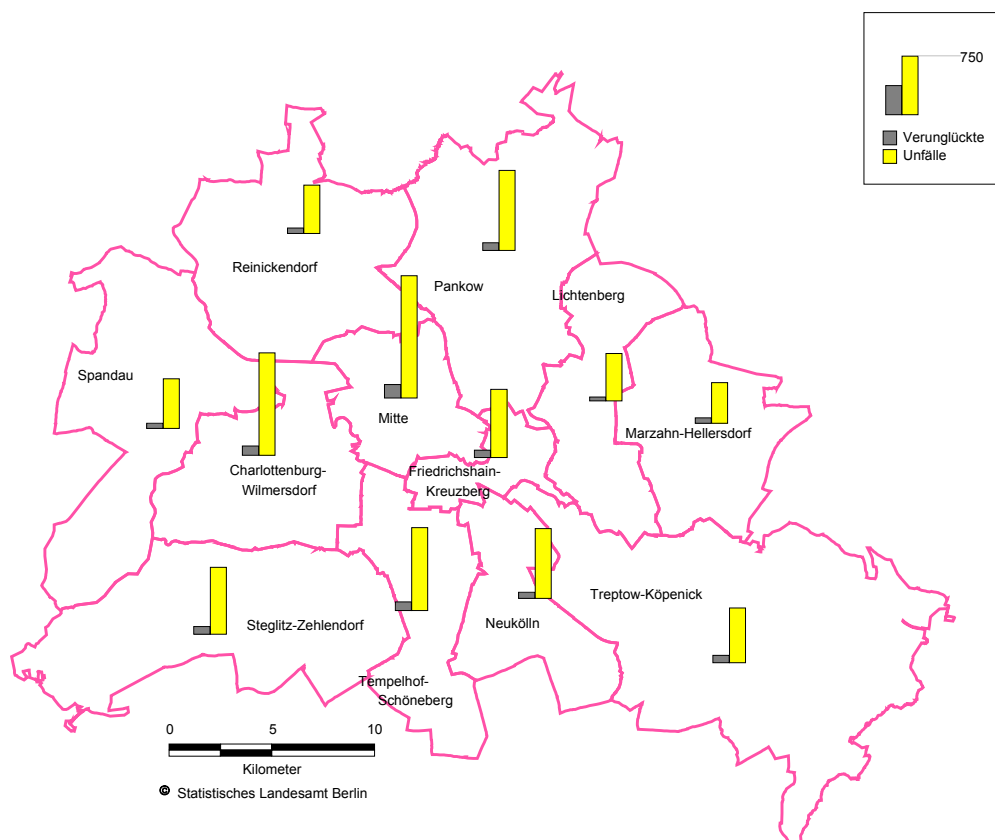 750
Verunglückte
Unfälle
Reinickendorf
Pankow
Lichtenberg
Spandau
Mitte
Marzahn-Hellersdorf
Charlottenburg-
Wilmersdorf
Friedrichshain-
Kreuzberg
Treptow-Köpenick
Steglitz-Zehlendorf
Neukölln
Tempelhof-
Schöneberg
0 5 10
Kilometer
© Statistisches Landesamt Berlin